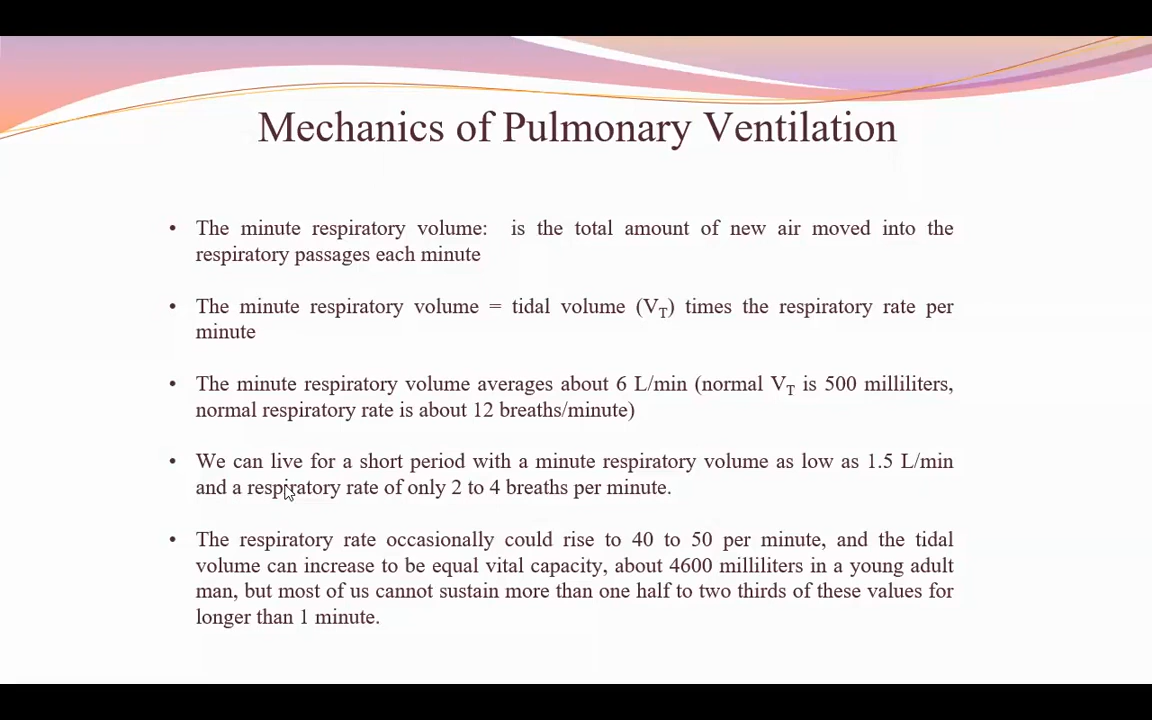 Mechanics of Pulmonary Ventilation
• The minute respiratory volume: is the total amount of new air moved into the
respiratory passages each minute
• The minute respiratory volume = tidal volume (VT) times the respiratory rate per
minute
• The minute respiratory volume averages about 6 L/min (normal VT is 500 milliliters,
normal respiratory rate is about 12 breaths/minute)
• We can live for a short period with a minute respiratory volume as low as 1.5 L/min
and a respiratory rate of only 2 to 4 breaths per minute.
• The respiratory rate occasionally could rise to 40 to 50 per minute, and the tidal
volume can increase to be equal vital capacity, about 4600 milliliters in a young adult
man, but most of us cannot sustain more than one half to two thirds of these values for
longer than 1 minute.